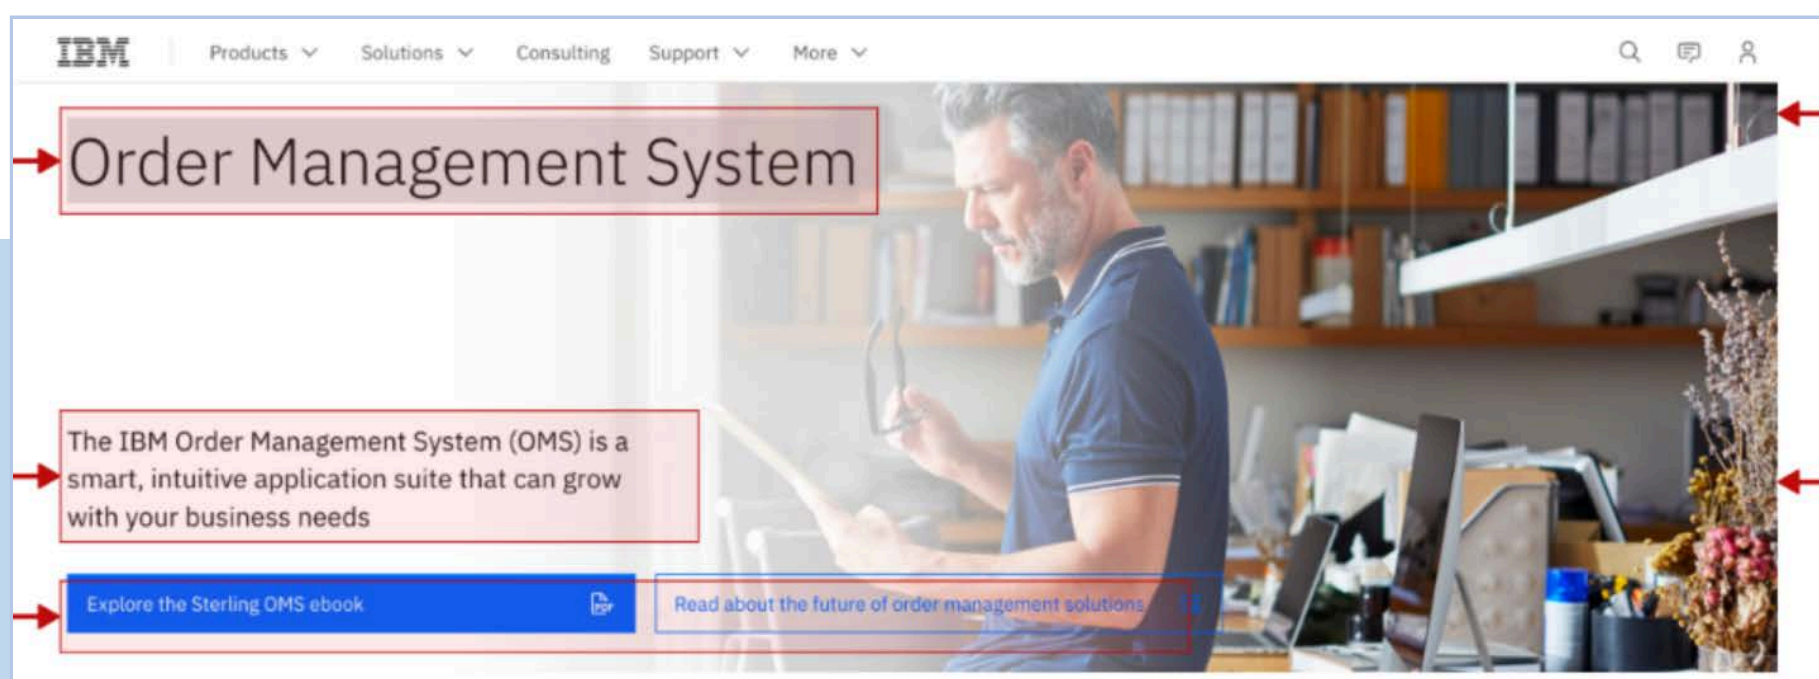 IBM
Products
Solutions
Consulting
Support
More
Order Management System
The IBM Order Management System (OMS) is a
smart, intuitive application suite that can grow
with your business needs
Explore the Sterling OMS ebook
PDF
Read about the future of order management solutions